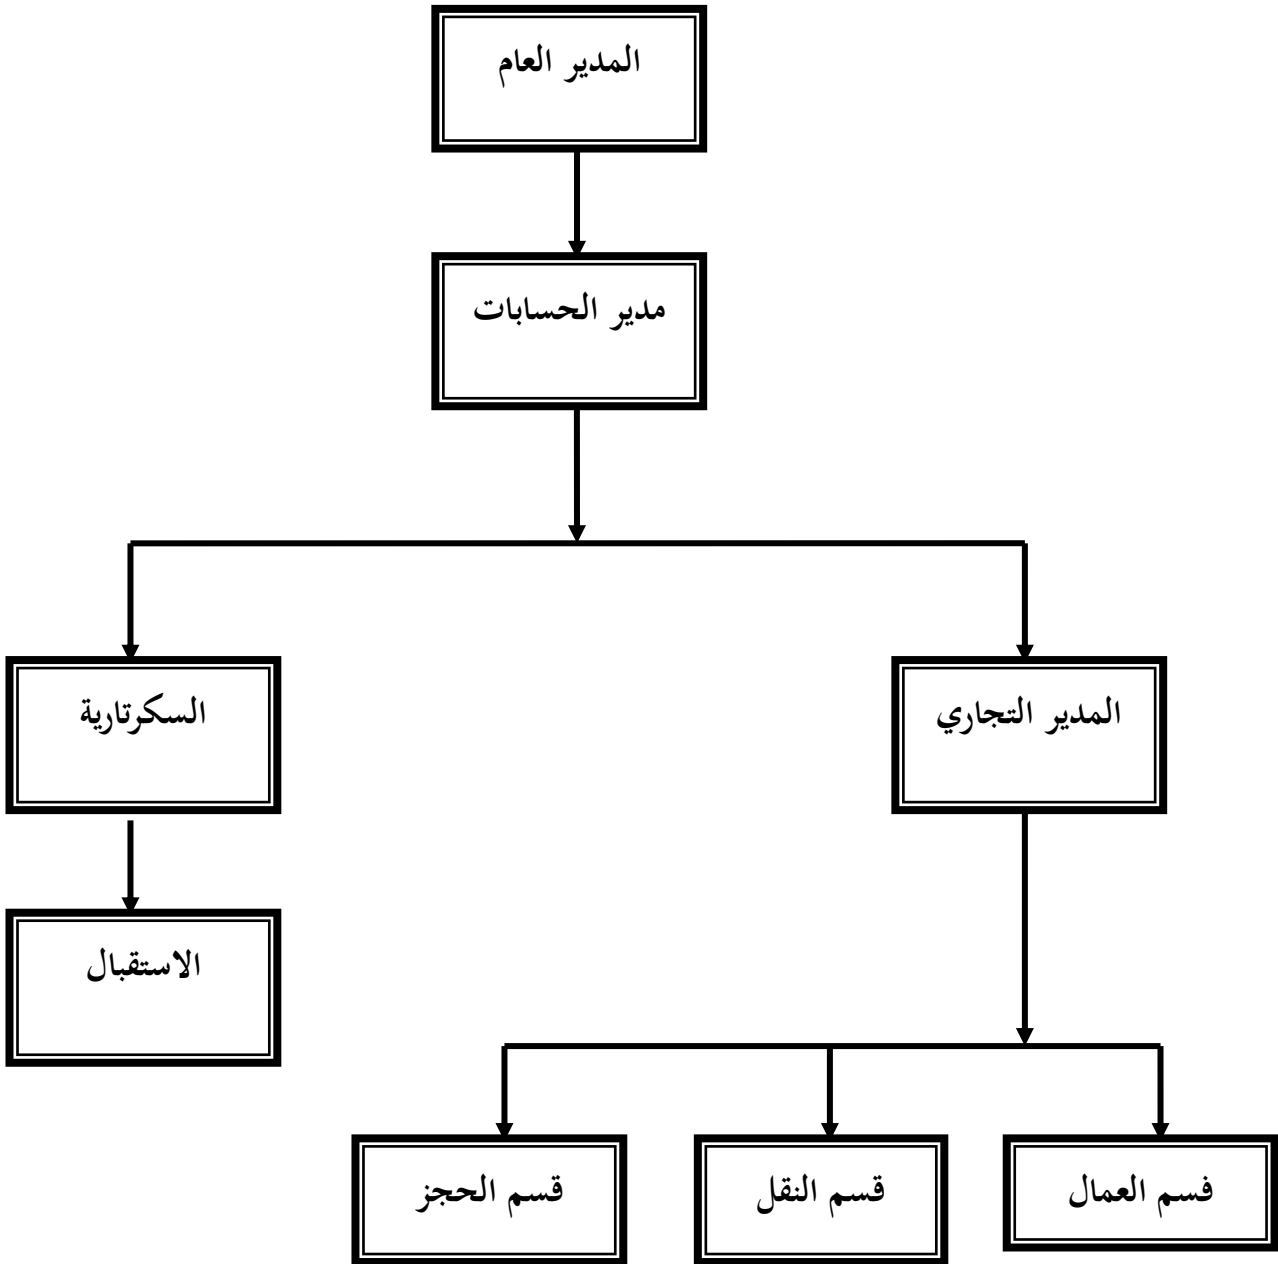 المدير العام
مدير الحسابات
المدير التجاري
السكرتارية
الاستقبال
فسم العمال
قسم النقل
قسم الحجز